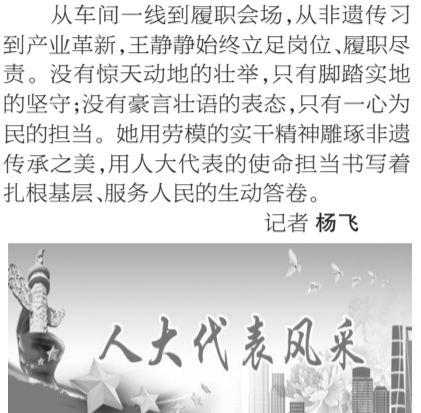 从车间一线到履职会场,从非遗传习
到产业革新,王静静始终立足岗位、履职尽
责。没有惊天动地的壮举,只有脚踏实地
的坚守;没有豪言壮语的表态,只有一心为
民的担当。她用劳模的实干精神雕琢非遗
传承之美,用人大代表的使命担当书写着
扎根基层、服务人民的生动答卷。
记者 杨飞
人大代表风采